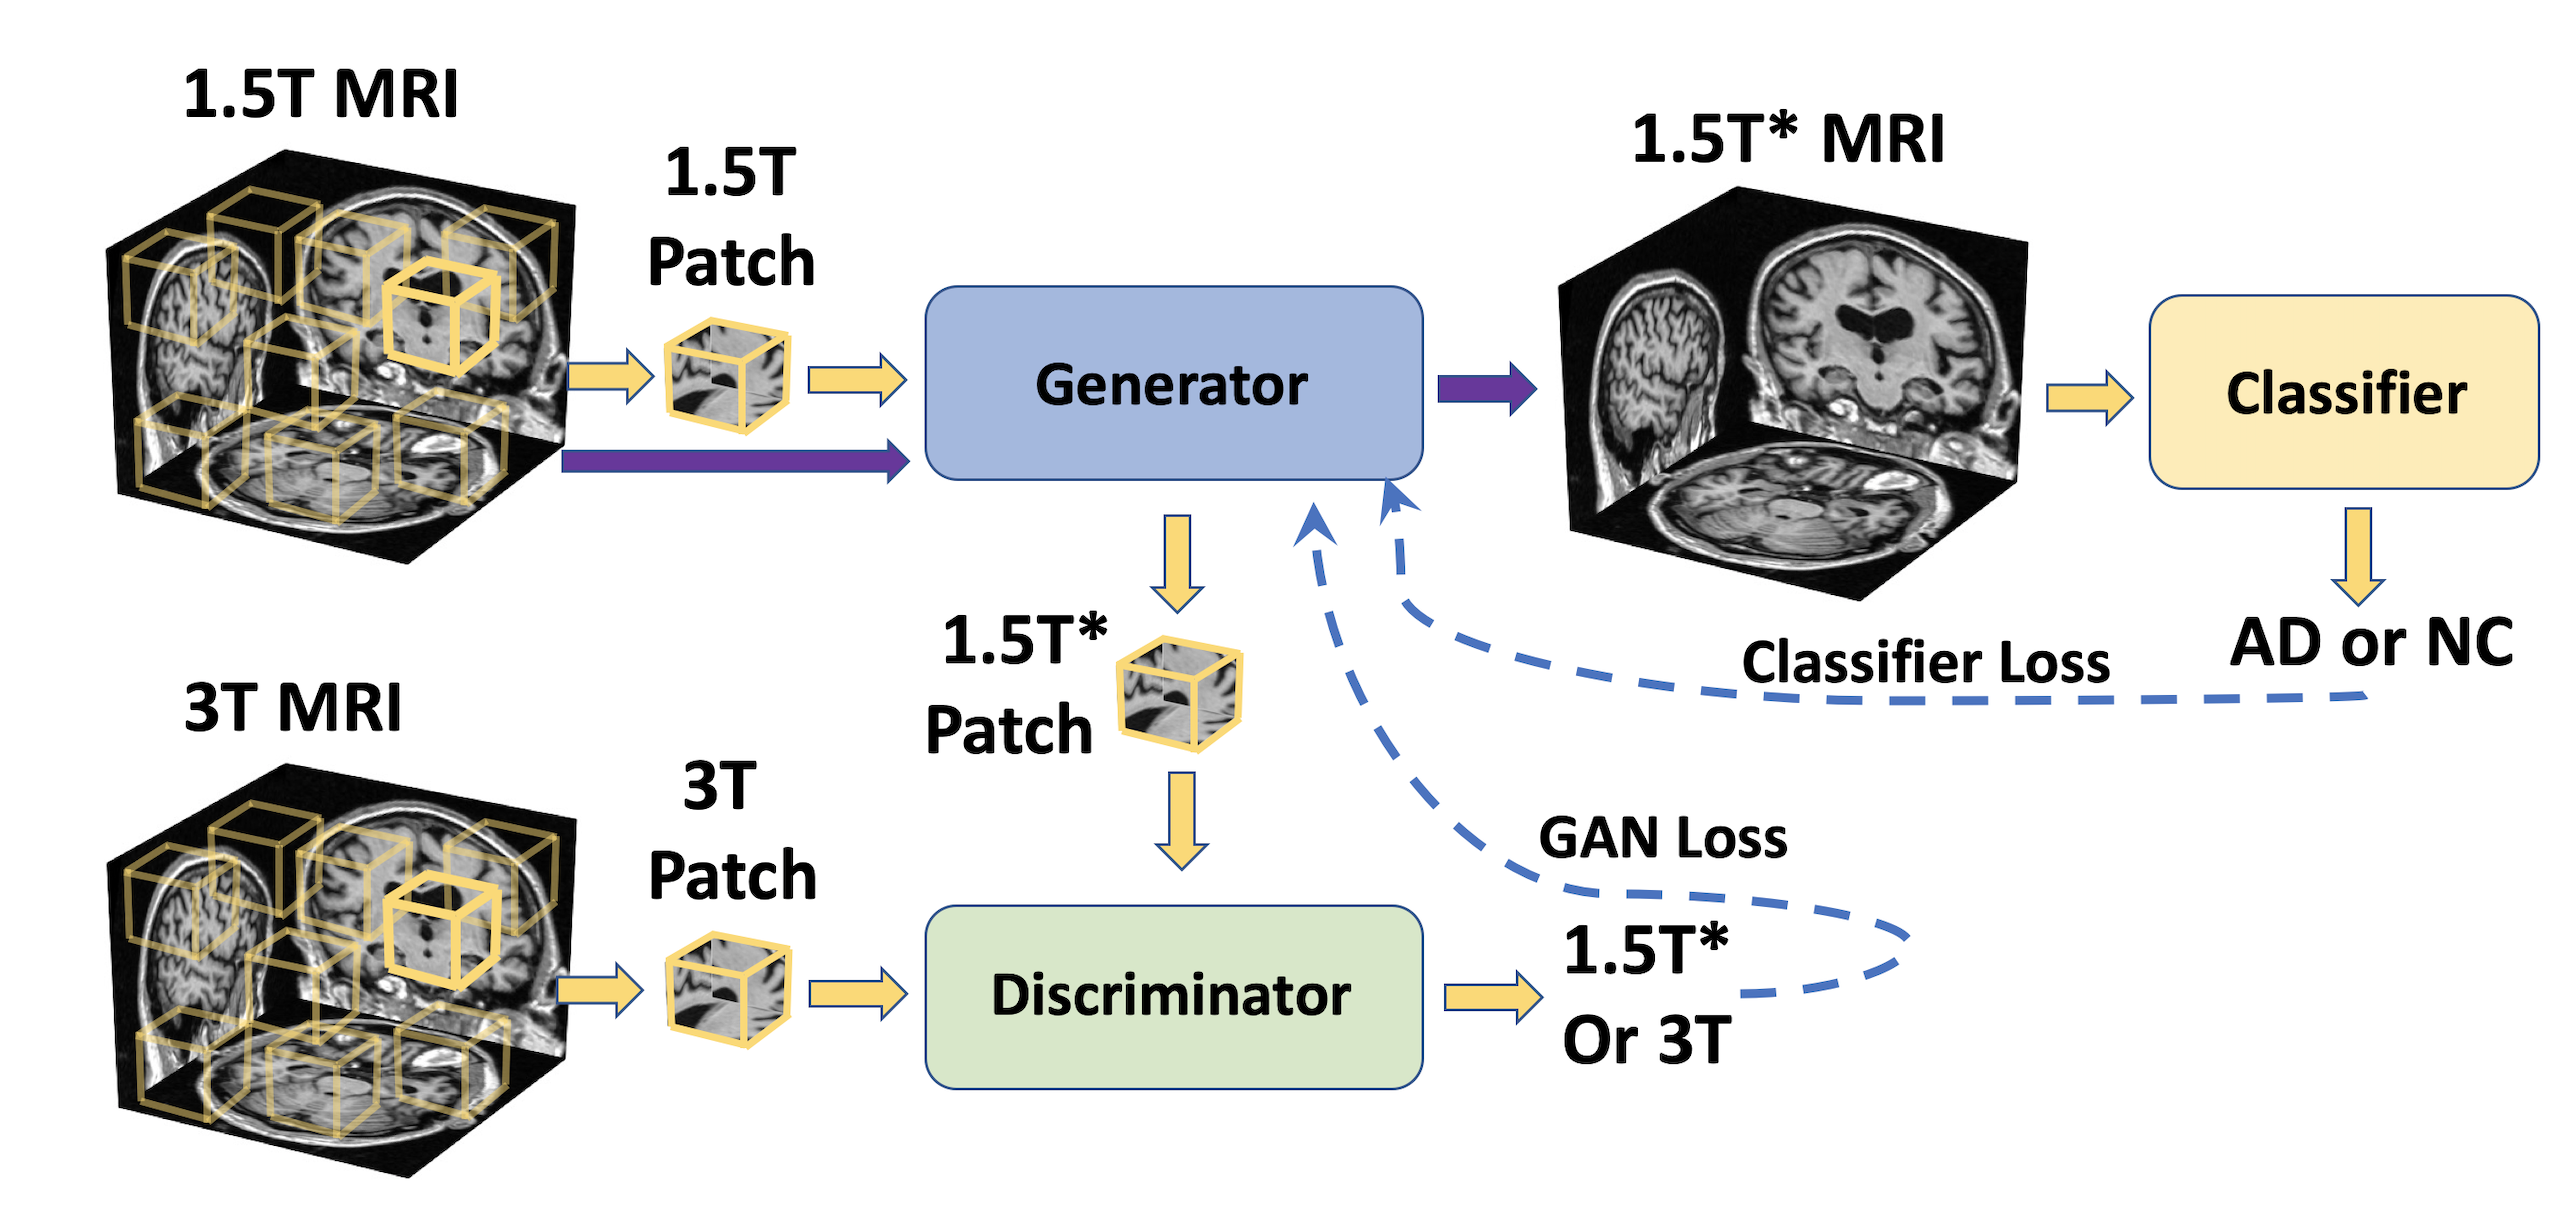 1.5T MRI
1.5T
Patch
Generator
1.5T* MRI
Classifier
AD or NC
Classifier Loss
1.5T*
Patch
3T MRI
3T
Patch
Discriminator
GAN Loss
1.5T*
Or 3T